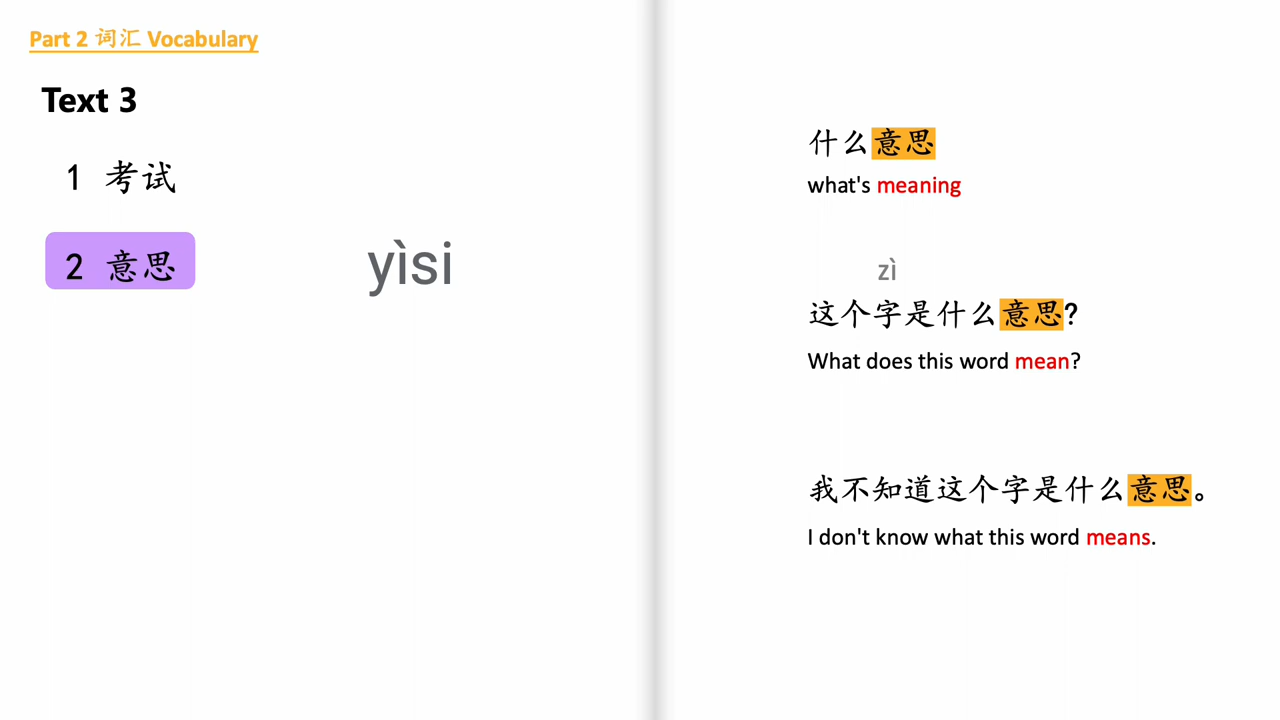 Part 2 词汇 Vocabulary
Text 3
1 考试
2 意思
yìsi
什么意思
what's meaning
zì
这个字是什么意思?
What does this word mean?
我不知道这个字是什么意思。
I don't know what this word means.